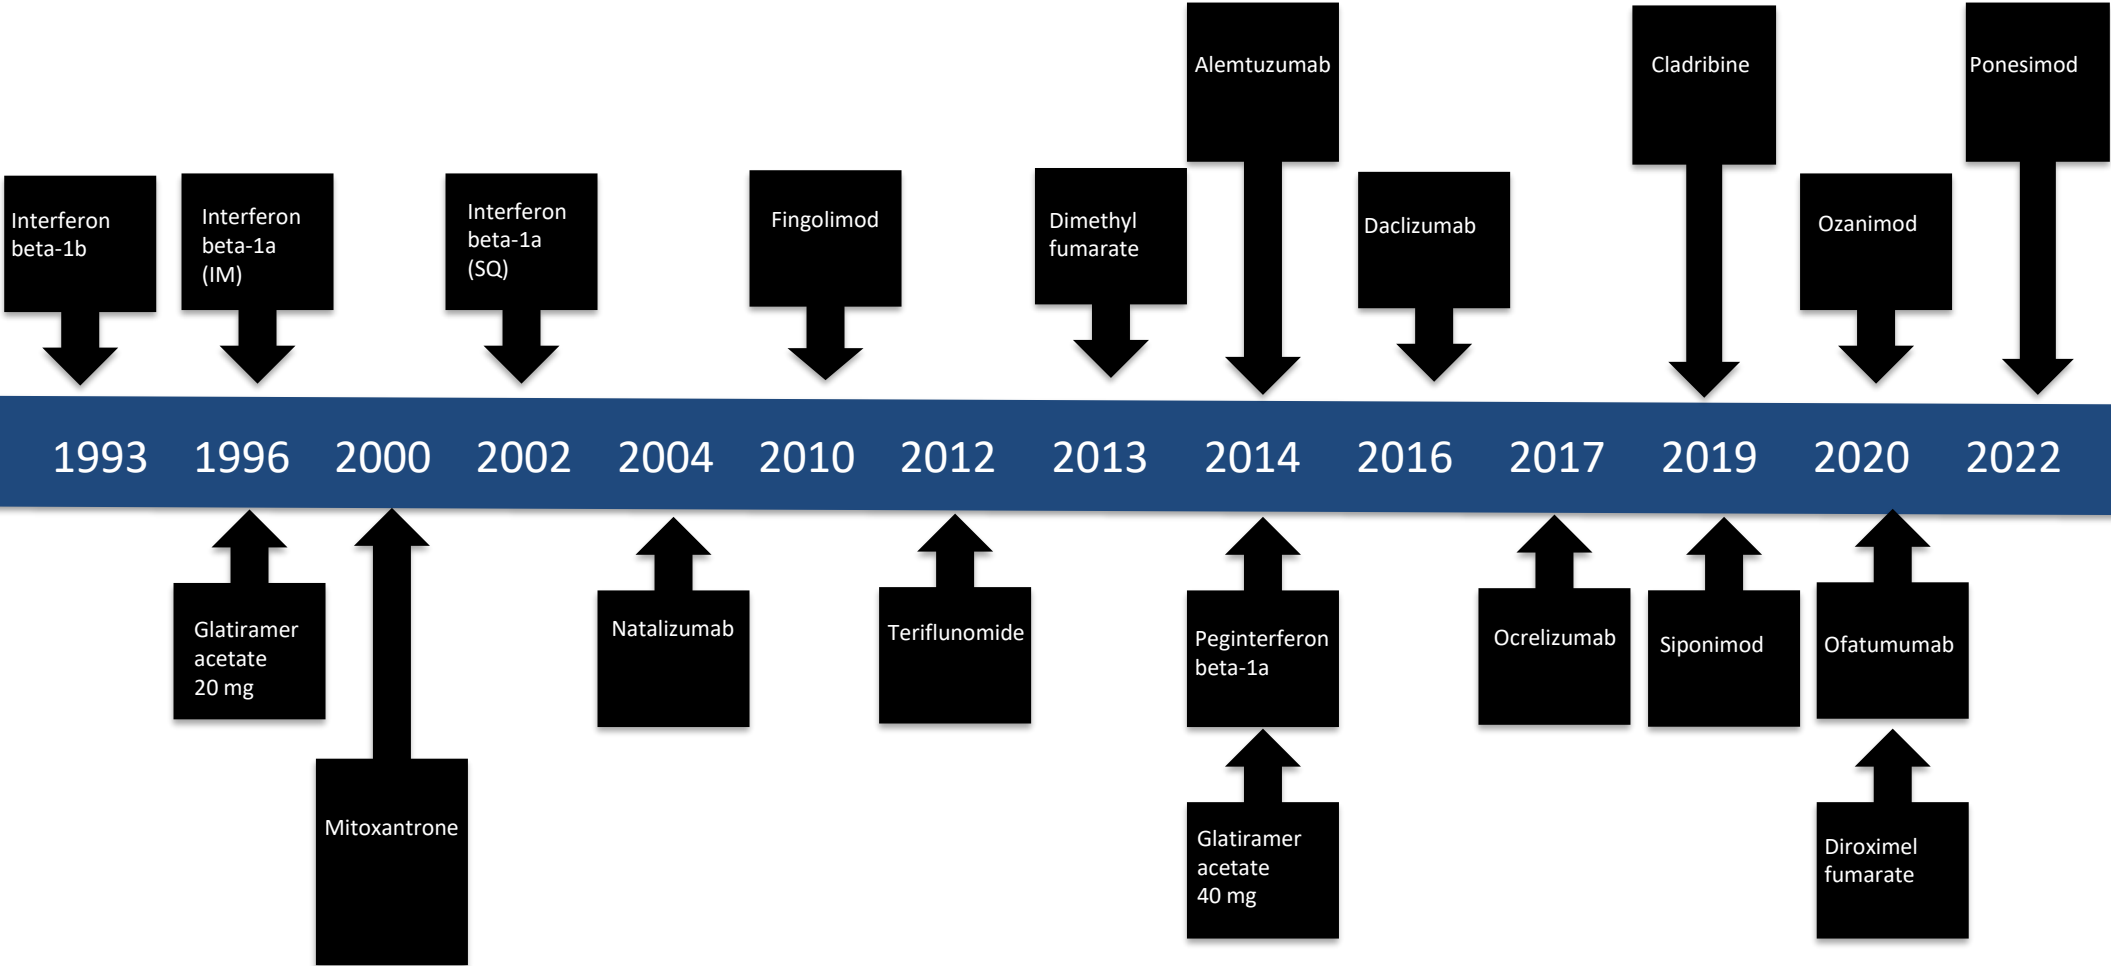 Alemtuzumab
Cladribine
Ponesimod
Interferon
beta-1b
Interferon
beta-1a
(IM)
Interferon
beta-1a
(SQ)
Fingolimod
Dimethyl
fumarate
Daclizumab
Ozanimod
1993 1996 2000 2002 2004 2010 2012 2013 2014 2016 2017 2019 2020 2022
Glatiramer
acetate
20 mg
Natalizumab
Teriflunomide
Peginterferon
beta-1a
Ocrelizumab
Siponimod
Ofatumumab
Mitoxantrone
Glatiramer
acetate
40 mg
Diroximel
fumarate